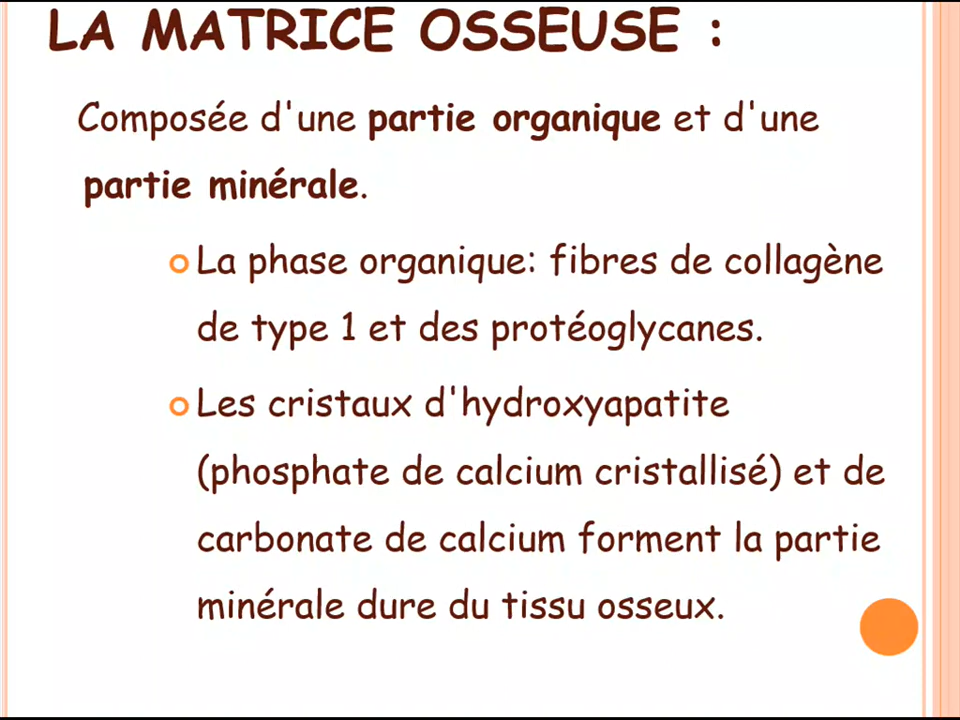 LA MATRICE OSSEUSE :
Composée d'une partie organique et d'une
partie minérale.
La phase organique: fibres de collagène
de type 1 et des protéoglycanes.
Les cristaux d'hydroxyapatite
(phosphate de calcium cristallisé) et de
carbonate de calcium forment la partie
minérale dure du tissu osseux.